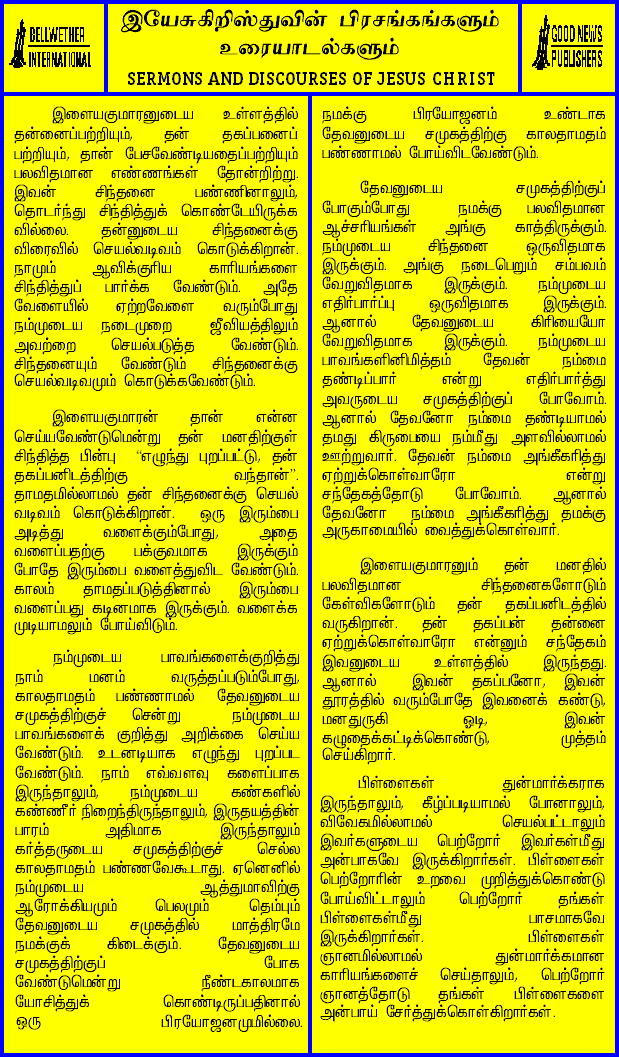 BELLWETHER
INTERNATIONAL
இயேசுகிறிஸ்துவின் பிரசங்கங்களும்
உரையாடல்களும்
SERMONS AND DISCOURSES OF JESUS CHRIST
GOOD NEWS
PUBLISHERS
இளையகுமாரனுடைய உள்ளத்தில்
தன்னைப்பற்றியும், தன் தகப்பனைப்
பற்றியும், தான் பேசவேண்டியதைப்பற்றியும்
பலவிதமான எண்ணங்கள் தோன்றிற்று.
இவன் சிந்தனை பண்ணினாலும்,
தொடர்ந்து சிந்தித்துக் கொண்டேயிருக்க
வில்லை. தன்னுடைய சிந்தனைக்கு
விரைவில் செயல்வடிவம் கொடுக்கிறான்.
நாமும் ஆவிக்குரிய காரியங்களை
சிந்தித்துப் பார்க்க வேண்டும். அதே
வேளையில் ஏற்றவேளை வரும்போது
நம்முடைய நடைமுறை ஜீவியத்திலும்
அவற்றை செயல்படுத்த வேண்டும்.
சிந்தனையும் வேண்டும் சிந்தனைக்கு
செயல்வடிவமும் கொடுக்கவேண்டும்.
இளையகுமாரன் தான் என்ன
செய்யவேண்டுமென்று தன் மனதிற்குள்
சிந்தித்த பின்பு “எழுந்து புறப்பட்டு, தன்
தகப்பனிடத்திற்கு வந்தான்”.
தாமதமில்லாமல் தன் சிந்தனைக்கு செயல்
வடிவம் கொடுக்கிறான். ஒரு இரும்பை
அடித்து வளைக்கும்போது, அதை
வளைப்பதற்கு பக்குவமாக இருக்கும்
போதே இரும்பை வளைத்துவிட வேண்டும்.
காலம் தாமதப்படுத்தினால் இரும்பை
வளைப்பது கடினமாக இருக்கும். வளைக்க
முடியாமலும் போய்விடும்.
நம்முடைய பாவங்களைக்குறித்து
நாம் மனம் வருத்தப்படும்போது,
காலதாமதம் பண்ணாமல் தேவனுடைய
சமுகத்திற்குச் சென்று நம்முடைய
பாவங்களைக் குறித்து அறிக்கை செய்ய
வேண்டும். உடனடியாக எழுந்து புறப்பட
வேண்டும். நாம் எவ்வளவு களைப்பாக
இருந்தாலும், நம்முடைய கண்களில்
கண்ணீர் நிறைந்திருந்தாலும், இருதயத்தின்
பாரம் அதிமாக இருந்தாலும்
கர்த்தருடைய சமுகத்திற்குச் செல்ல
காலதாமதம் பண்ணவேகூடாது. ஏனெனில்
நம்முடைய ஆத்துமாவிற்கு
ஆரோக்கியமும் பெலமும் தெம்பும்
தேவனுடைய சமுகத்தில் மாத்திரமே
நமக்குக் கிடைக்கும். தேவனுடைய
சமுகத்திற்குப் போக
வேண்டுமென்று நீண்டகாலமாக
யோசித்துக் கொண்டிருப்பதினால்
ஒரு பிரயோஜனமுமில்லை.
நமக்கு பிரயோஜனம் உண்டாக
தேவனுடைய சமுகத்திற்கு காலதாமதம்
பண்ணாமல் போய்விடவேண்டும்.
தேவனுடைய சமுகத்திற்குப்
போகும்போது நமக்கு பலவிதமான
ஆச்சரியங்கள் அங்கு காத்திருக்கும்.
நம்முடைய சிந்தனை ஒருவிதமாக
இருக்கும். அங்கு நடைபெறும் சம்பவம்
வேறுவிதமாக இருக்கும். நம்முடைய
எதிர்பார்ப்பு ஒருவிதமாக இருக்கும்.
ஆனால் தேவனுடைய கிரியையோ
வேறுவிதமாக இருக்கும். நம்முடைய
பாவங்களினிமித்தம் தேவன் நம்மை
தண்டிப்பார் என்று எதிர்பார்த்து
அவருடைய சமுகத்திற்குப் போவோம்.
ஆனால் தேவனோ நம்மை தண்டியாமல்
தமது கிருபையை நம்மீது அளவில்லாமல்
ஊற்றுவார். தேவன் நம்மை அங்கீகரித்து
ஏற்றுக்கொள்வாரோ என்று
சந்தேகத்தோடு போவோம். ஆனால்
தேவனோ நம்மை அங்கீகரித்து தமக்கு
அருகாமையில் வைத்துக்கொள்வார்.
இளையகுமாரனும் தன் மனதில்
பலவிதமான சிந்தனைகளோடும்
கேள்விகளோடும் தன் தகப்பனிடத்தில்
வருகிறான். தன் தகப்பன் தன்னை
ஏற்றுக்கொள்வாரோ என்னும் சந்தேகம்
இவனுடைய உள்ளத்தில் இருந்தது.
ஆனால் இவன் தகப்பனோ, இவன்
தூரத்தில் வரும்போதே இவனைக் கண்டு,
மனதுருகி ஓடி, இவன்
கழுதைக்கட்டிக்கொண்டு, முத்தம்
செய்கிறார்.
பிள்ளைகள் துன்மார்க்கராக
இருந்தாலும், கீழ்ப்படியாமல் போனாலும்,
விவேகமில்லாமல் செயல்பட்டாலும்
இவர்களுடைய பெற்றோர் இவர்கள்மீது
அன்பாகவே இருக்கிறார்கள். பிள்ளைகள்
பெற்றோரின் உறவை முறித்துக்கொண்டு
போய்விட்டாலும் பெற்றோர் தங்கள்
பிள்ளைகள்மீது பாசமாகவே
இருக்கிறார்கள். பிள்ளைகள்
ஞானமில்லாமல் துன்மார்க்கமான
காரியங்களைச் செய்தாலும், பெற்றோர்
ஞானத்தோடு தங்கள் பிள்ளைகளை
அன்பாய் சேர்த்துக்கொள்கிறார்கள்.